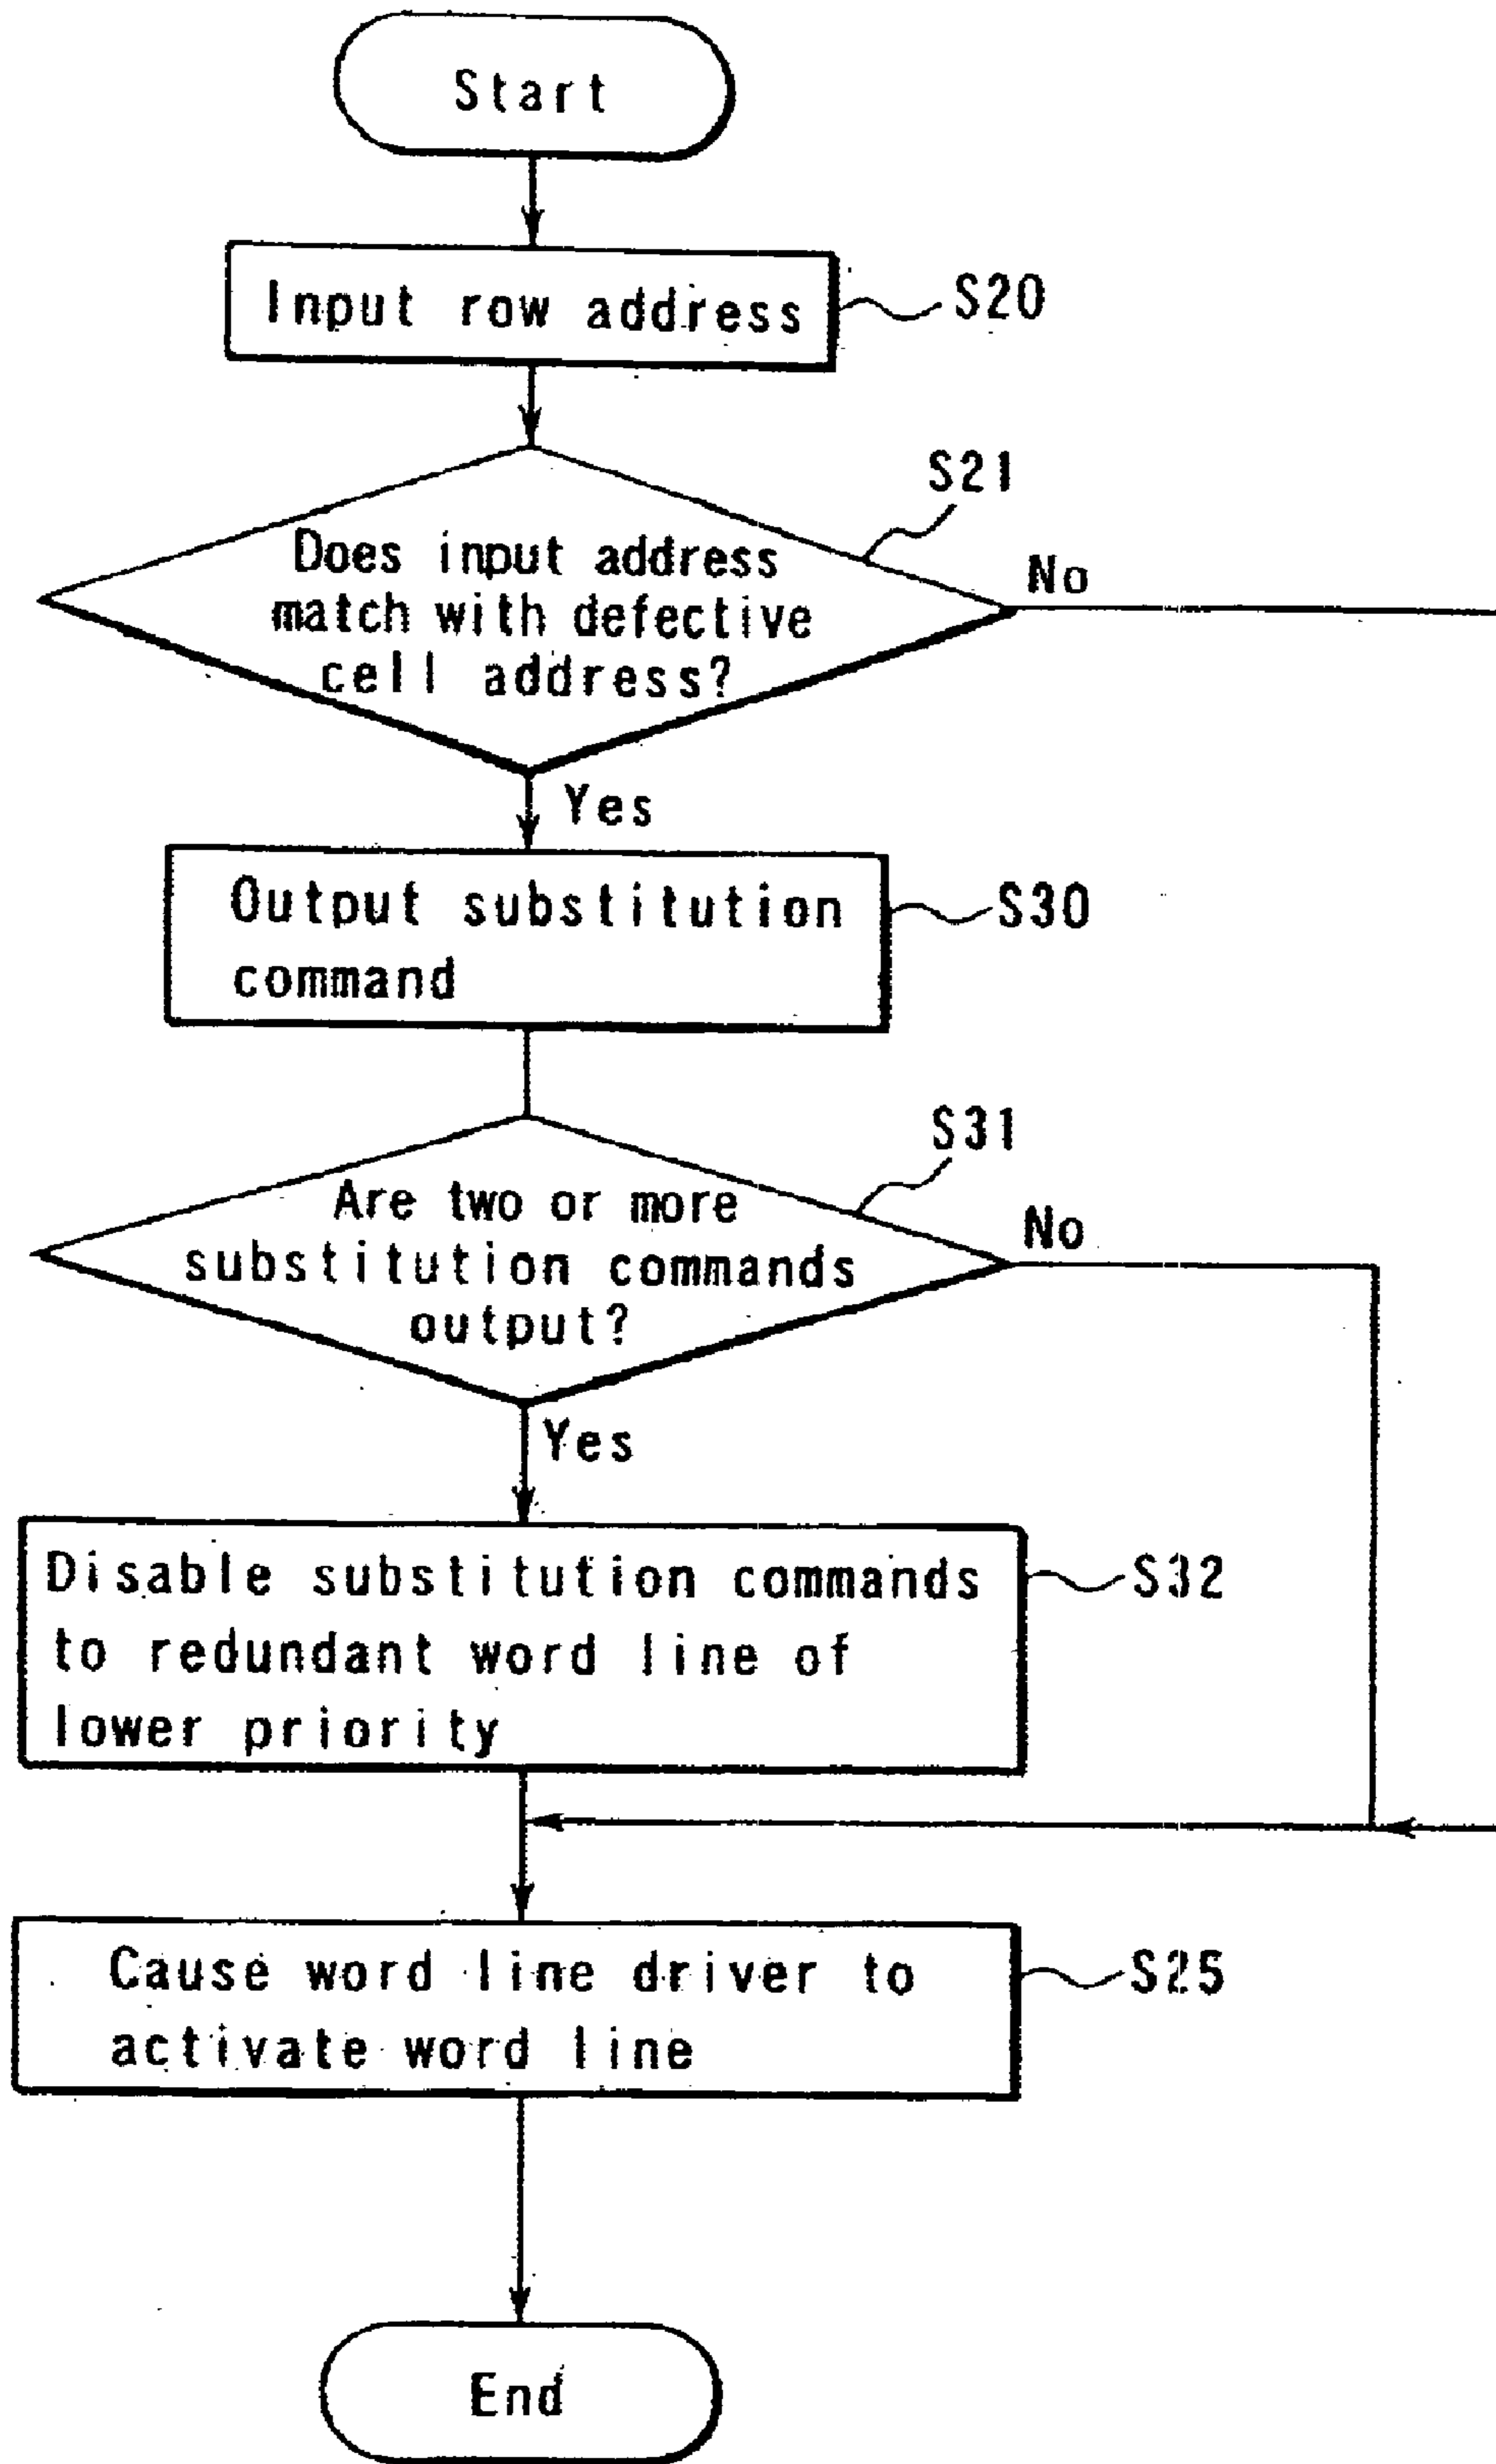 Start
Input row address
S20
S21
Does input address
match with defective
cell address?
No
Yes
Output substitution
command
S30
S31
Are two or more
substitution commands
output?
No
Yes
Disable substitution commands
to redundant word line of
lower priority
S32
Cause word line driver to
activate word line
S25
End